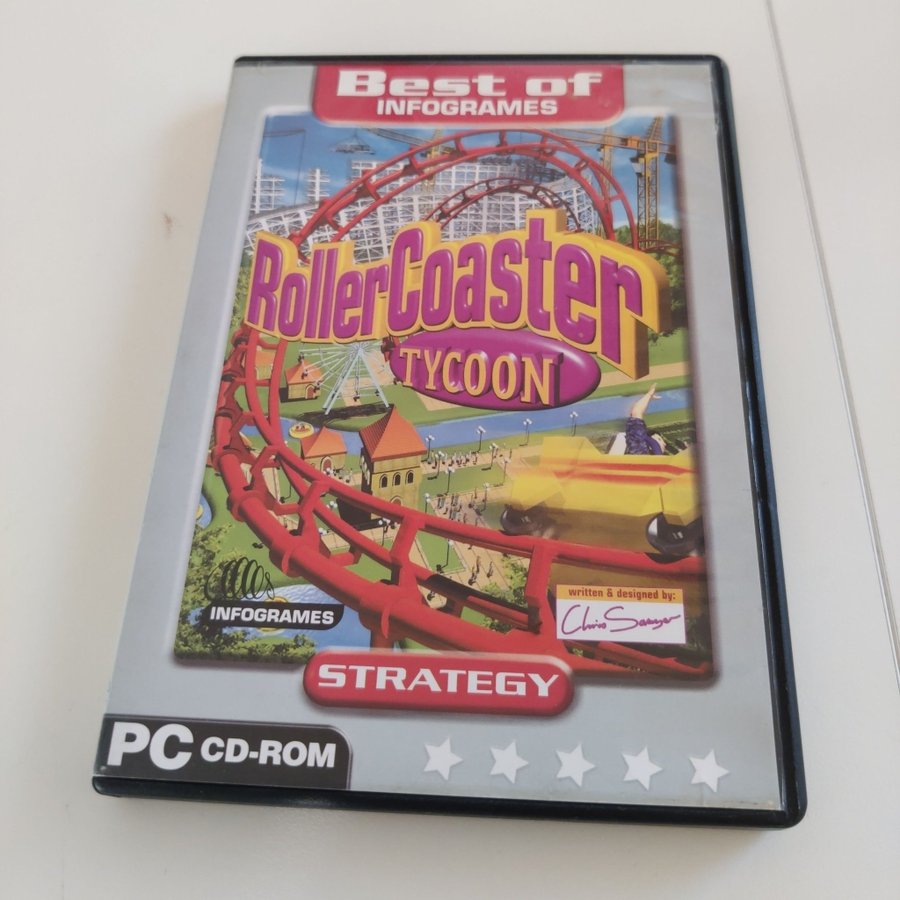 Best of
INFOGRAMES
RollerCoaster
TYCOON
INFOGRAMES
written & designed by:
Chris Sawyer
STRATEGY
PC CD-ROM